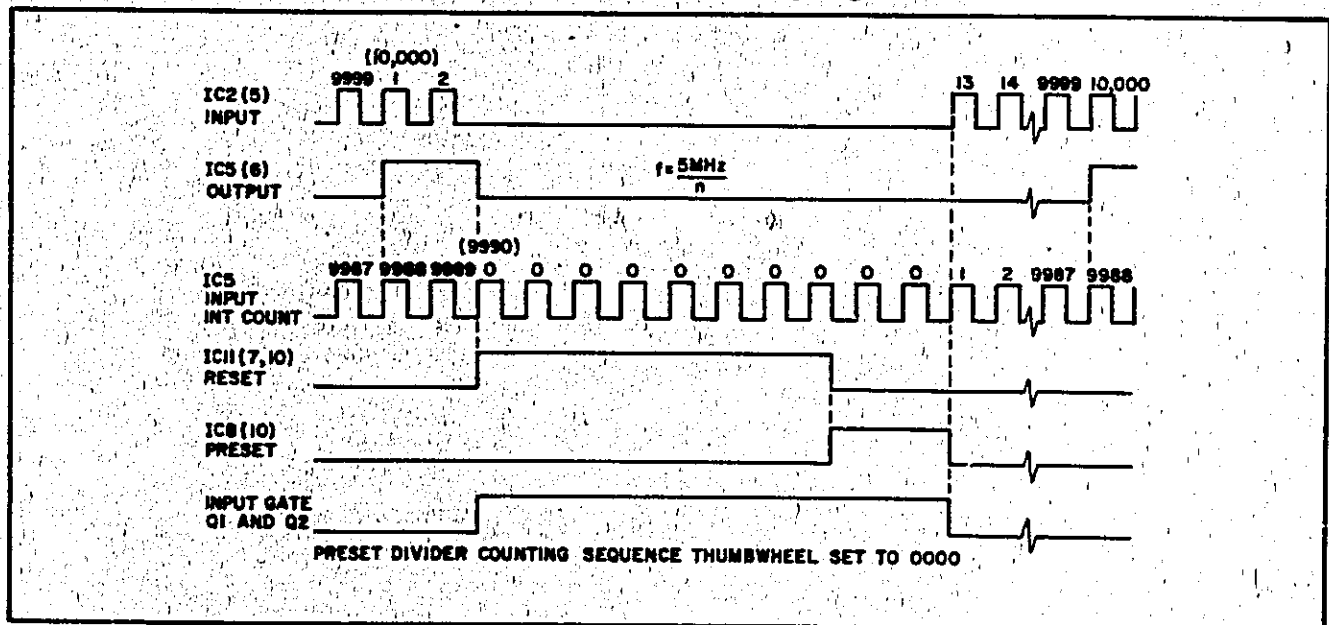 (10,000)
9999 1 2 13 14 9999 10,000
IC2(5)
INPUT
IC5(6)
OUTPUT
f = 5MHz
n
(9990)
9987 9988 9989 0 0 0 0 0 0 0 0 0 0 1 2 9987 9988
IC5
INPUT
INT COUNT
IC11(7,10)
RESET
IC8(10)
PRESET
INPUT GATE
Q1 AND Q2
PRESET DIVIDER COUNTING SEQUENCE THUMBWHEEL SET TO 0000